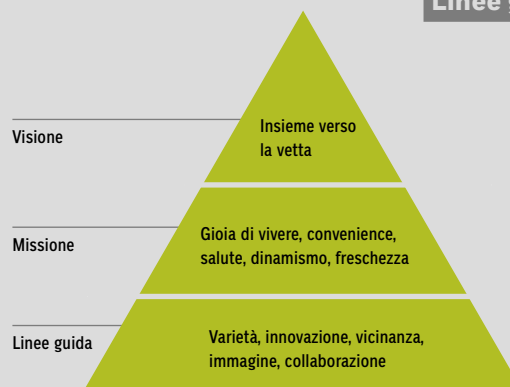 Linee
Visione
Insieme verso
la vetta
Missione
Gioia di vivere, convenience,
salute, dinamismo, freschezza
Linee guida
Varietà, innovazione, vicinanza,
immagine, collaborazione